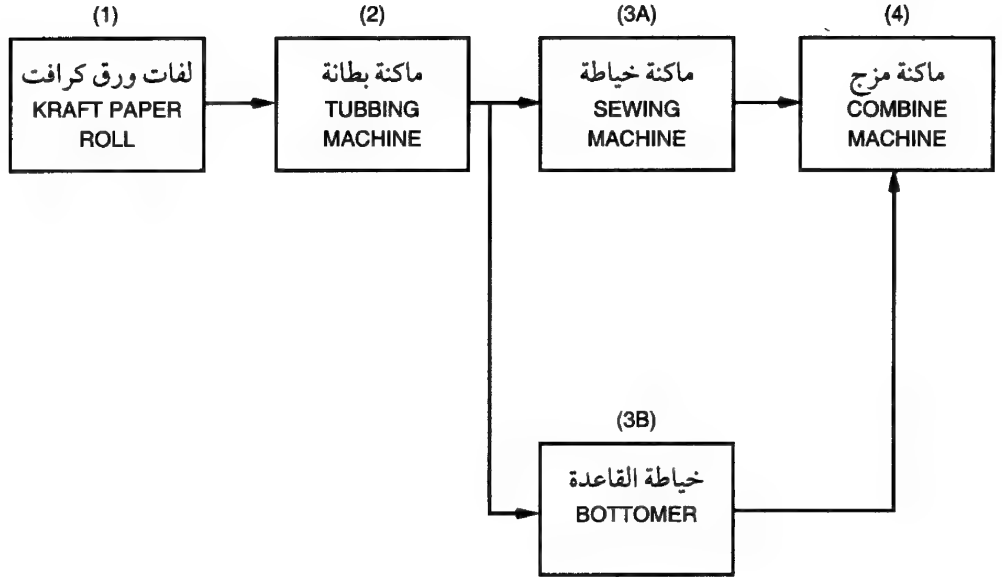 (1)
لفات ورق كرافت
KRAFT PAPER
ROLL
(2)
ماكنة بطانة
TUBBING
MACHINE
(3A)
ماكنة خياطة
SEWING
MACHINE
(4)
ماكنة مزج
COMBINE
MACHINE
(3B)
خياطة القاعدة
BOTTOMER